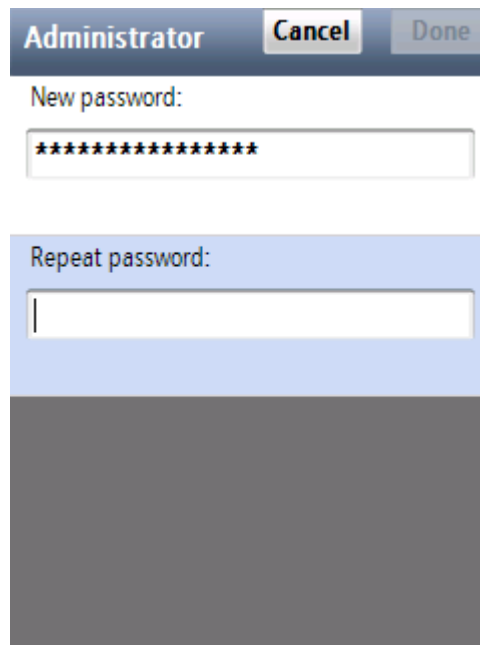 Administrator Cancel Done
New password:
****************
Repeat password: